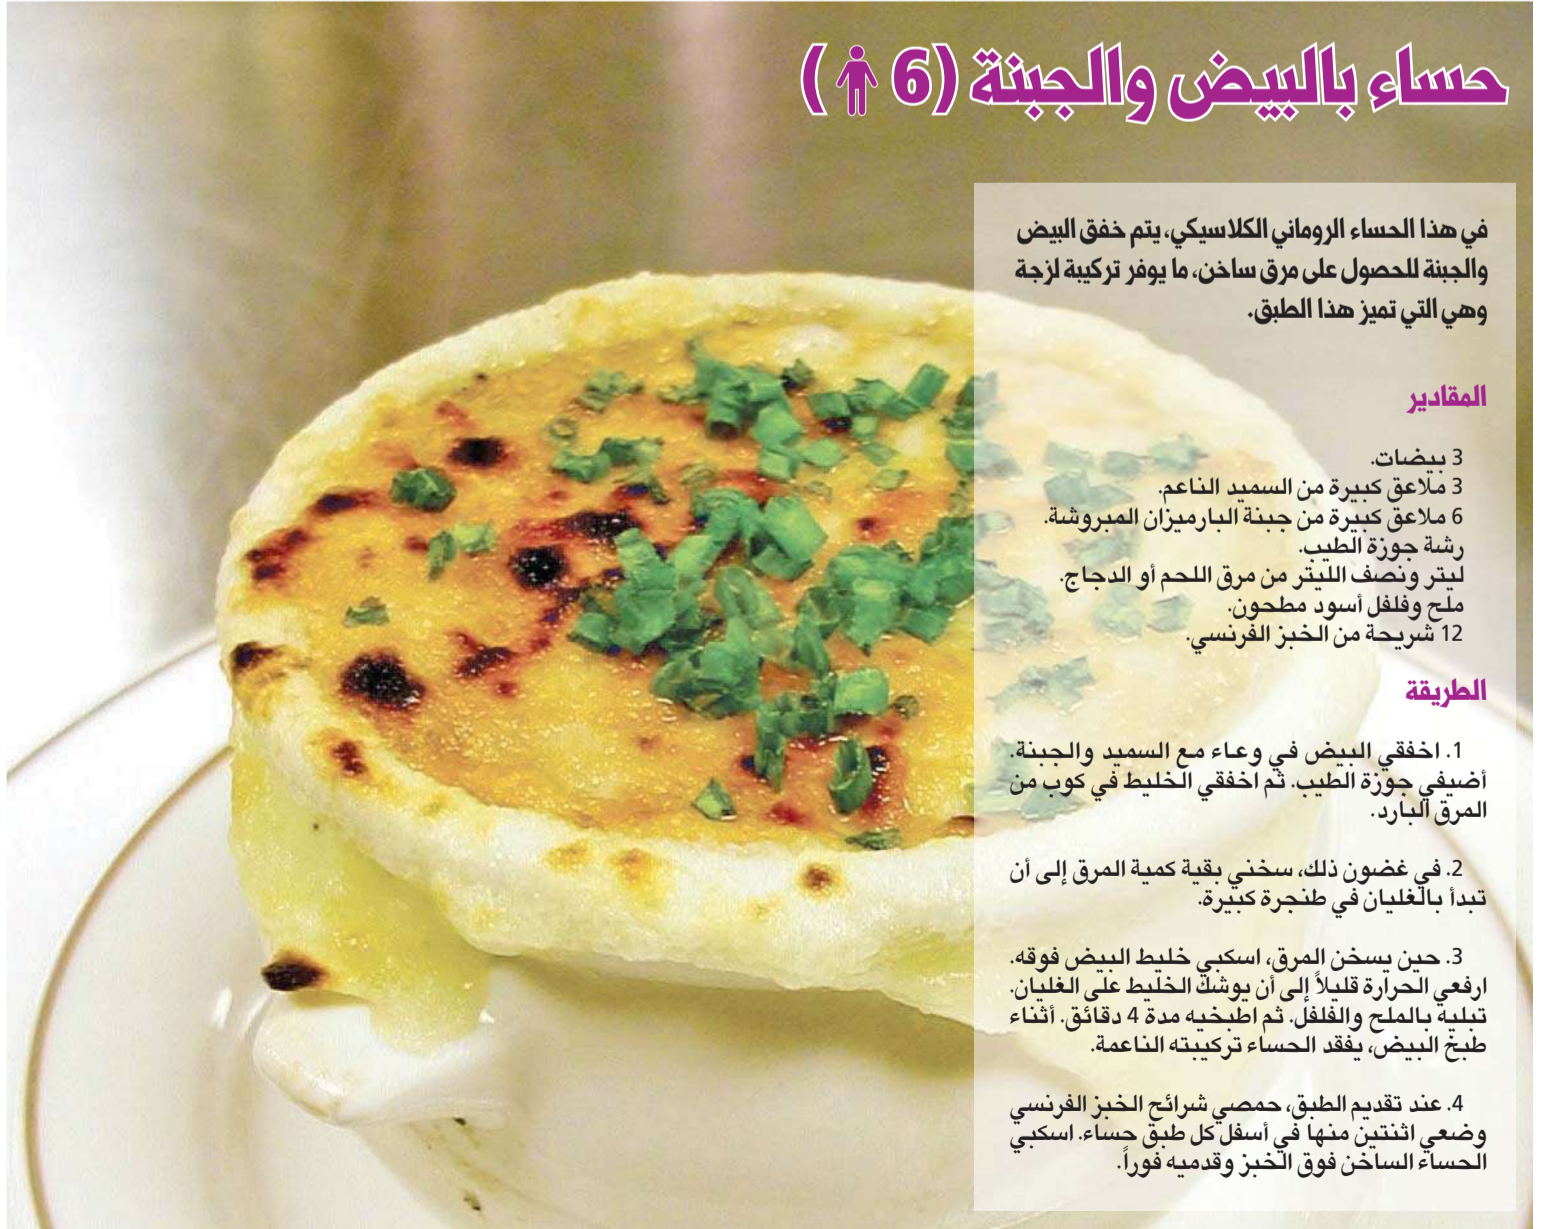 حساء بالبيض والجبنة (6)
في هذا الحساء الروماني الكلاسيكي، يتم خفق البيض
والجبنة للحصول على مرق ساخن، ما يوفر تركيبة لزجة
وهي التي تميز هذا الطبق.
المقادير
3 بيضات.
3 ملاعق كبيرة من السميد الناعم.
6 ملاعق كبيرة من جبنة البارميزان المبروشة.
رشة جوزة الطيب.
ليتر ونصف الليتر من مرق اللحم أو الدجاج.
ملح وفلفل أسود مطحون.
12 شريحة من الخبز الفرنسي.
الطريقة
1. اخفقي البيض في وعاء مع السميد والجبنة.
أضيفي جوزة الطيب. ثم اخفقي الخليط في كوب من
المرق البارد.
2. في غضون ذلك، سخني بقية كمية المرق إلى أن
تبدأ بالغليان في طنجرة كبيرة.
3. حين يسخن المرق، اسكبي خليط البيض فوقه.
ارفعي الحرارة قليلاً إلى أن يوشك الخليط على الغليان.
تبليه بالملح والفلفل. ثم اطبخيه مدة 4 دقائق. أثناء
طبخ البيض، يفقد الحساء تركيبته الناعمة.
4. عند تقديم الطبق، حمصي شرائح الخبز الفرنسي
وضعي اثنتين منها في أسفل كل طبق حساء. اسكبي
الحساء الساخن فوق الخبز وقدميه فوراً.